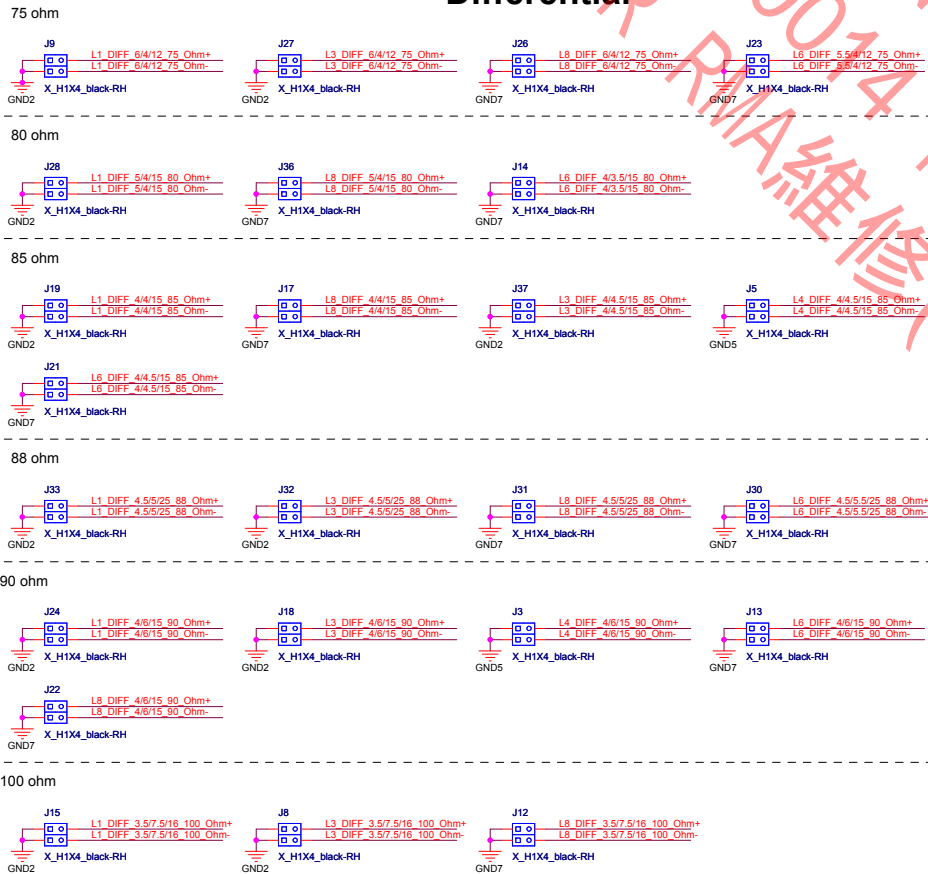 Differential
75 ohm
J9
L1_DIFF_6/4/12_75_Ohm+
L1_DIFF_6/4/12_75_Ohm-
X_H1X4_black-RH
GND2
J27
L3_DIFF_6/4/12_75_Ohm+
L3_DIFF_6/4/12_75_Ohm-
X_H1X4_black-RH
GND2
J26
L8_DIFF_6/4/12_75_Ohm+
L8_DIFF_6/4/12_75_Ohm-
X_H1X4_black-RH
GND7
J23
L6_DIFF_5.5/4/12_75_Ohm+
L6_DIFF_5.5/4/12_75_Ohm-
X_H1X4_black-RH
GND7
80 ohm
J28
L1_DIFF_5/4/15_80_Ohm+
L1_DIFF_5/4/15_80_Ohm-
X_H1X4_black-RH
GND2
J36
L8_DIFF_5/4/15_80_Ohm+
L8_DIFF_5/4/15_80_Ohm-
X_H1X4_black-RH
GND7
J14
L6_DIFF_4/3.5/15_80_Ohm+
L6_DIFF_4/3.5/15_80_Ohm-
X_H1X4_black-RH
GND7
85 ohm
J19
L1_DIFF_4/4/15_85_Ohm+
L1_DIFF_4/4/15_85_Ohm-
X_H1X4_black-RH
GND2
J17
L8_DIFF_4/4/15_85_Ohm+
L8_DIFF_4/4/15_85_Ohm-
X_H1X4_black-RH
GND7
J37
L3_DIFF_4/4.5/15_85_Ohm+
L3_DIFF_4/4.5/15_85_Ohm-
X_H1X4_black-RH
GND2
J5
L4_DIFF_4/4.5/15_85_Ohm+
L4_DIFF_4/4.5/15_85_Ohm-
X_H1X4_black-RH
GND5
J21
L6_DIFF_4/4.5/15_85_Ohm+
L6_DIFF_4/4.5/15_85_Ohm-
X_H1X4_black-RH
GND7
88 ohm
J33
L1_DIFF_4.5/5/25_88_Ohm+
L1_DIFF_4.5/5/25_88_Ohm-
X_H1X4_black-RH
GND2
J32
L3_DIFF_4.5/5/25_88_Ohm+
L3_DIFF_4.5/5/25_88_Ohm-
X_H1X4_black-RH
GND2
J31
L8_DIFF_4.5/5/25_88_Ohm+
L8_DIFF_4.5/5/25_88_Ohm-
X_H1X4_black-RH
GND7
J30
L6_DIFF_4.5/5.5/25_88_Ohm+
L6_DIFF_4.5/5.5/25_88_Ohm-
X_H1X4_black-RH
GND7
90 ohm
J24
L1_DIFF_4/6/15_90_Ohm+
L1_DIFF_4/6/15_90_Ohm-
X_H1X4_black-RH
GND2
J18
L3_DIFF_4/6/15_90_Ohm+
L3_DIFF_4/6/15_90_Ohm-
X_H1X4_black-RH
GND2
J3
L4_DIFF_4/6/15_90_Ohm+
L4_DIFF_4/6/15_90_Ohm-
X_H1X4_black-RH
GND5
J13
L6_DIFF_4/6/15_90_Ohm+
L6_DIFF_4/6/15_90_Ohm-
X_H1X4_black-RH
GND7
J22
L8_DIFF_4/6/15_90_Ohm+
L8_DIFF_4/6/15_90_Ohm-
X_H1X4_black-RH
GND7
100 ohm
J15
L1_DIFF_3.5/7.5/16_100_Ohm+
L1_DIFF_3.5/7.5/16_100_Ohm-
X_H1X4_black-RH
GND2
J8
L3_DIFF_3.5/7.5/16_100_Ohm+
L3_DIFF_3.5/7.5/16_100_Ohm-
X_H1X4_black-RH
GND2
J12
L8_DIFF_3.5/7.5/16_100_Ohm+
L8_DIFF_3.5/7.5/16_100_Ohm-
X_H1X4_black-RH
GND7
0014
R RMA維修